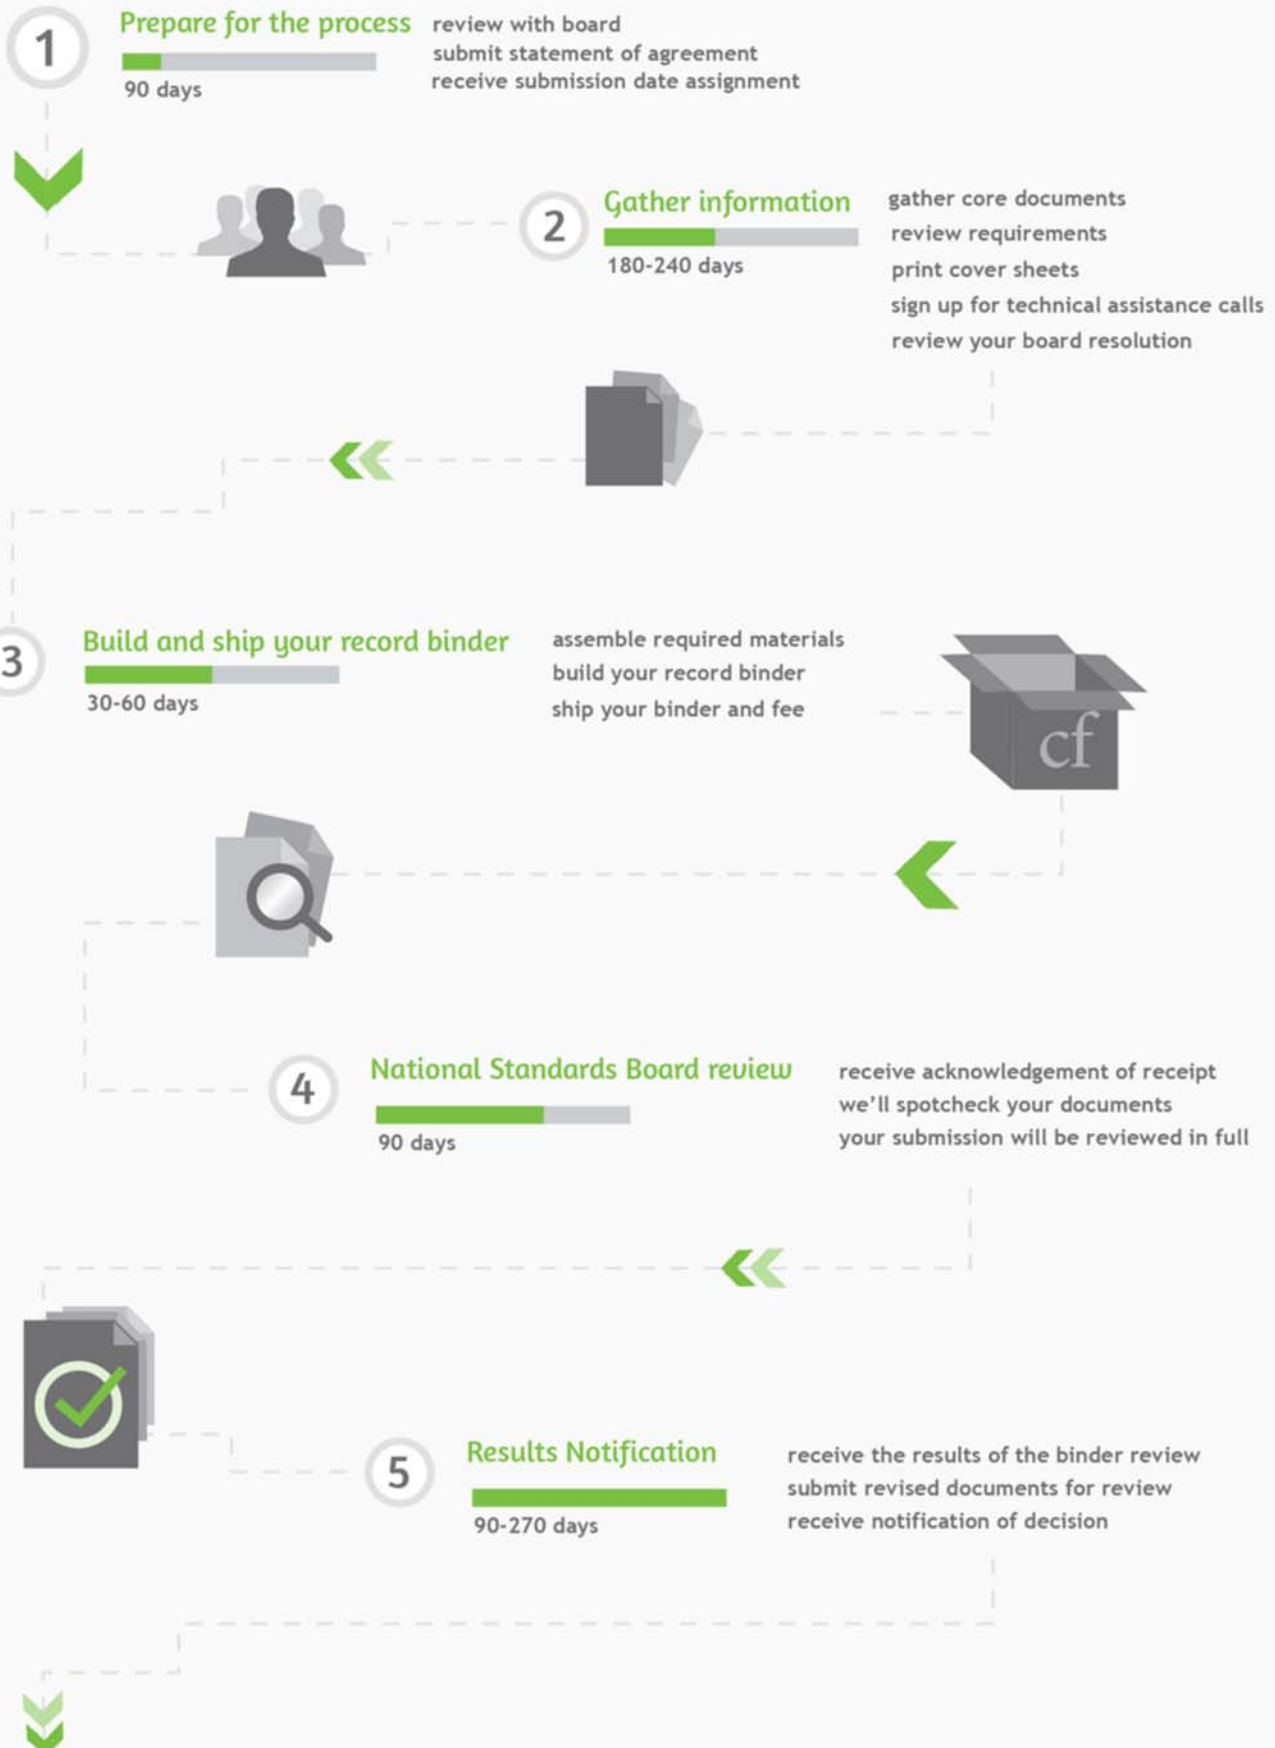 1
Prepare for the process
90 days
review with board
submit statement of agreement
receive submission date assignment
2
Gather information
180-240 days
gather core documents
review requirements
print cover sheets
sign up for technical assistance calls
review your board resolution
3
Build and ship your record binder
30-60 days
assemble required materials
build your record binder
ship your binder and fee
cf
4
National Standards Board review
90 days
receive acknowledgement of receipt
we'll spotcheck your documents
your submission will be reviewed in full
5
Results Notification
90-270 days
receive the results of the binder review
submit revised documents for review
receive notification of decision